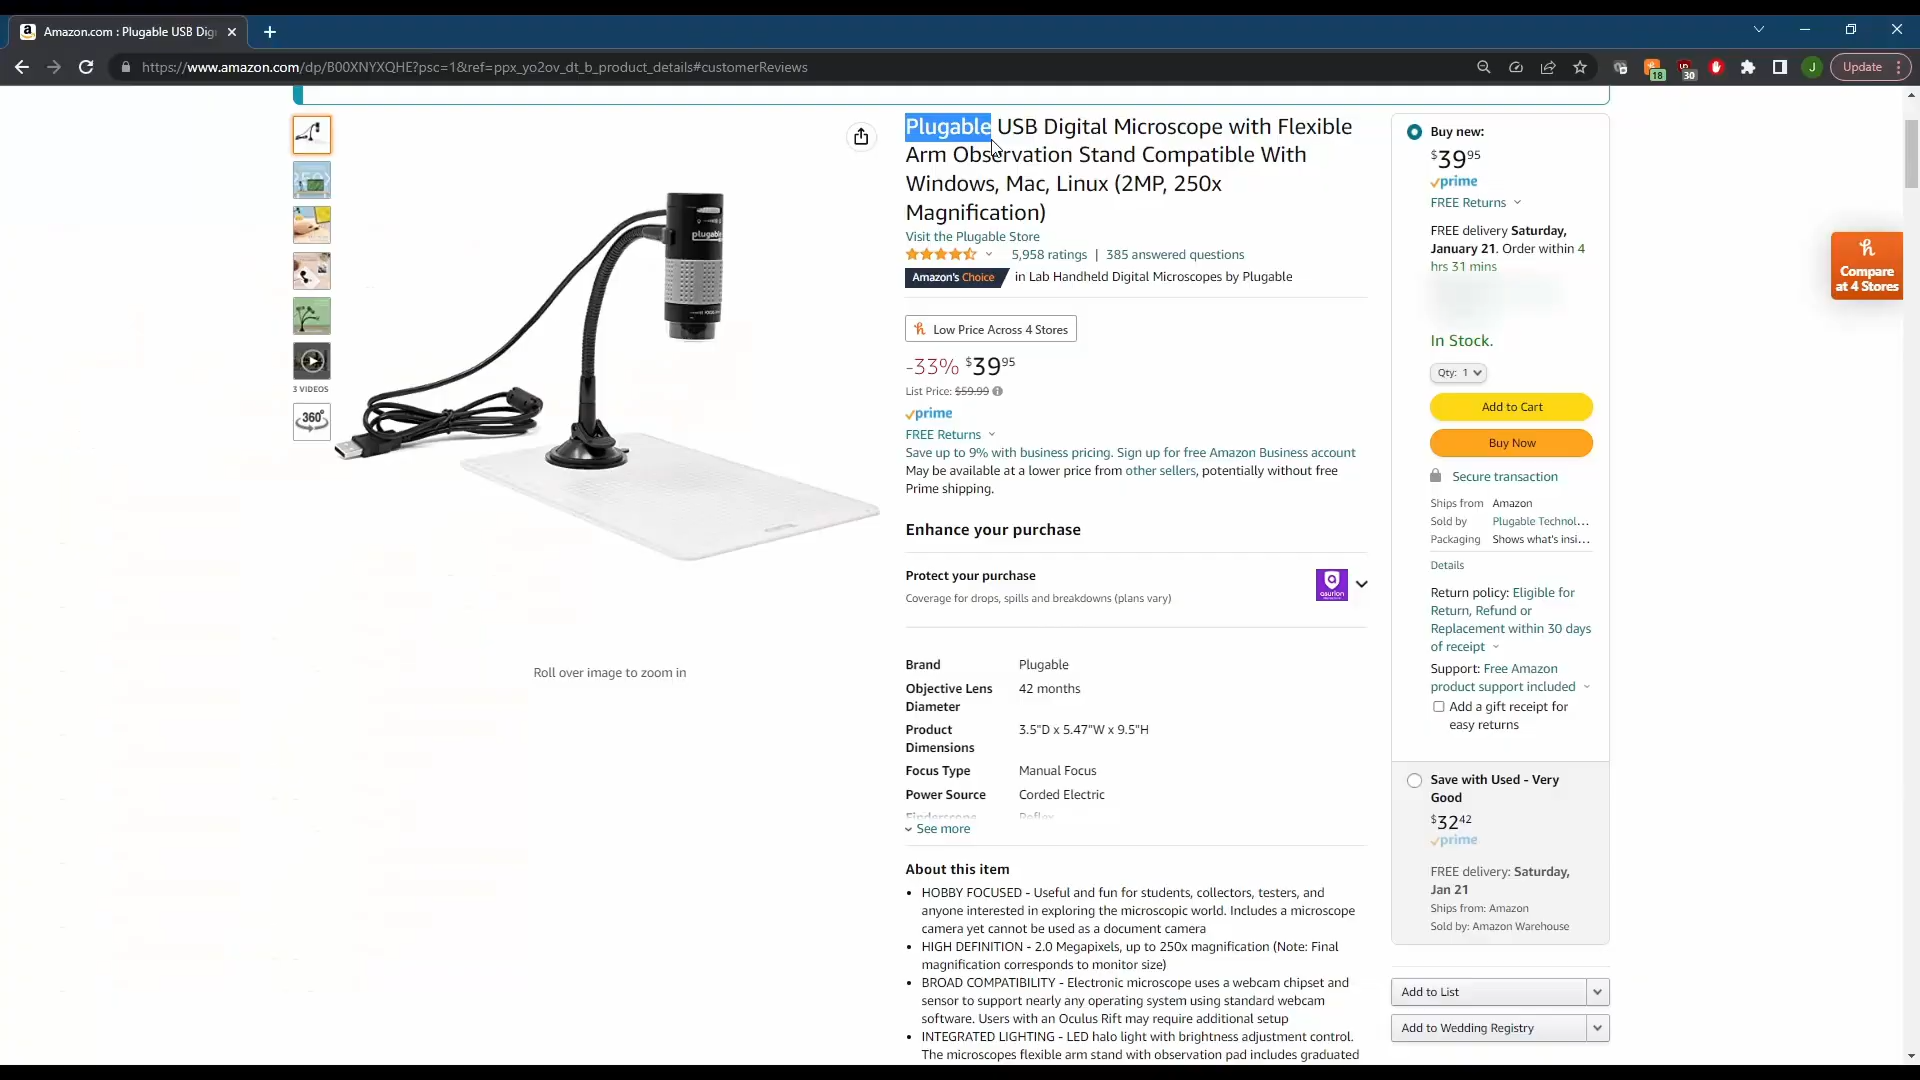 Amazon.com : Plugable USB Dig
https://www.amazon.com/dp/B00XNYXQHE?psc=1&ref=ppx_yo2ov_dt_b_product_details#customerReviews
18
30
J
Update
3 VIDEOS
360°
plugable
Roll over image to zoom in
Plugable USB Digital Microscope with Flexible
Arm Observation Stand Compatible With
Windows, Mac, Linux (2MP, 250x
Magnification)
Visit the Plugable Store
5,958 ratings | 385 answered questions
Amazon's Choice in Lab Handheld Digital Microscopes by Plugable
Low Price Across 4 Stores
-33% $39 95
List Price: $59.99
prime
FREE Returns
Save up to 9% with business pricing. Sign up for free Amazon Business account
May be available at a lower price from other sellers, potentially without free
Prime shipping.
Enhance your purchase
Protect your purchase
Coverage for drops, spills and breakdowns (plans vary)
asurion
Brand Plugable
Objective Lens Diameter 42 months
Product Dimensions 3.5"D x 5.47"W x 9.5"H
Focus Type Manual Focus
Power Source Corded Electric
Finderscope Reflex
See more
About this item
• HOBBY FOCUSED - Useful and fun for students, collectors, testers, and
anyone interested in exploring the microscopic world. Includes a microscope
camera yet cannot be used as a document camera
• HIGH DEFINITION - 2.0 Megapixels, up to 250x magnification (Note: Final
magnification corresponds to monitor size)
• BROAD COMPATIBILITY - Electronic microscope uses a webcam chipset and
sensor to support nearly any operating system using standard webcam
software. Users with an Oculus Rift may require additional setup
• INTEGRATED LIGHTING - LED halo light with brightness adjustment control.
The microscopes flexible arm stand with observation pad includes graduated
Buy new:
$39 95
prime
FREE Returns
FREE delivery Saturday,
January 21. Order within 4
hrs 31 mins
In Stock.
Qty: 1
Add to Cart
Buy Now
Secure transaction
Ships from Amazon
Sold by Plugable Technol...
Packaging Shows what's insi...
Details
Return policy: Eligible for
Return, Refund or
Replacement within 30 days
of receipt
Support: Free Amazon
product support included
Add a gift receipt for
easy returns
Save with Used - Very
Good
$32 42
prime
FREE delivery: Saturday,
Jan 21
Ships from: Amazon
Sold by: Amazon Warehouse
Add to List
Add to Wedding Registry
Compare
at 4 Stores